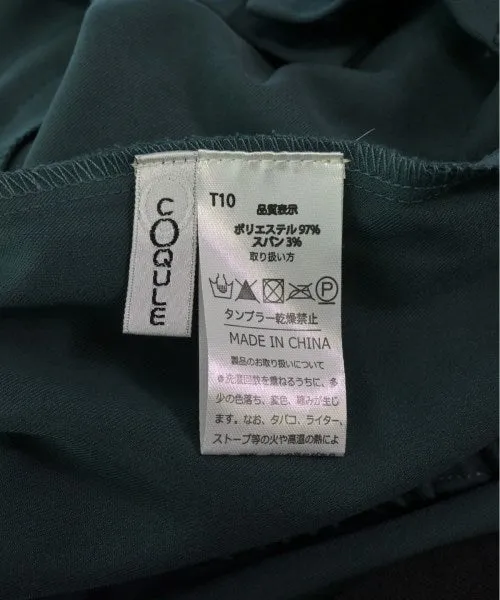 COQULE
T10
品質表示
ポリエステル 97%
スパン 3%
取り扱い方
P
タンブラー乾燥禁止
MADE IN CHINA
製品のお取り扱いについて
※洗濯回数を重ねるうちに、多
少の色落ち、変色、縮みが生じ
ます。なお、タバコ、ライター、
ストーブ等の火や高温の熱によ